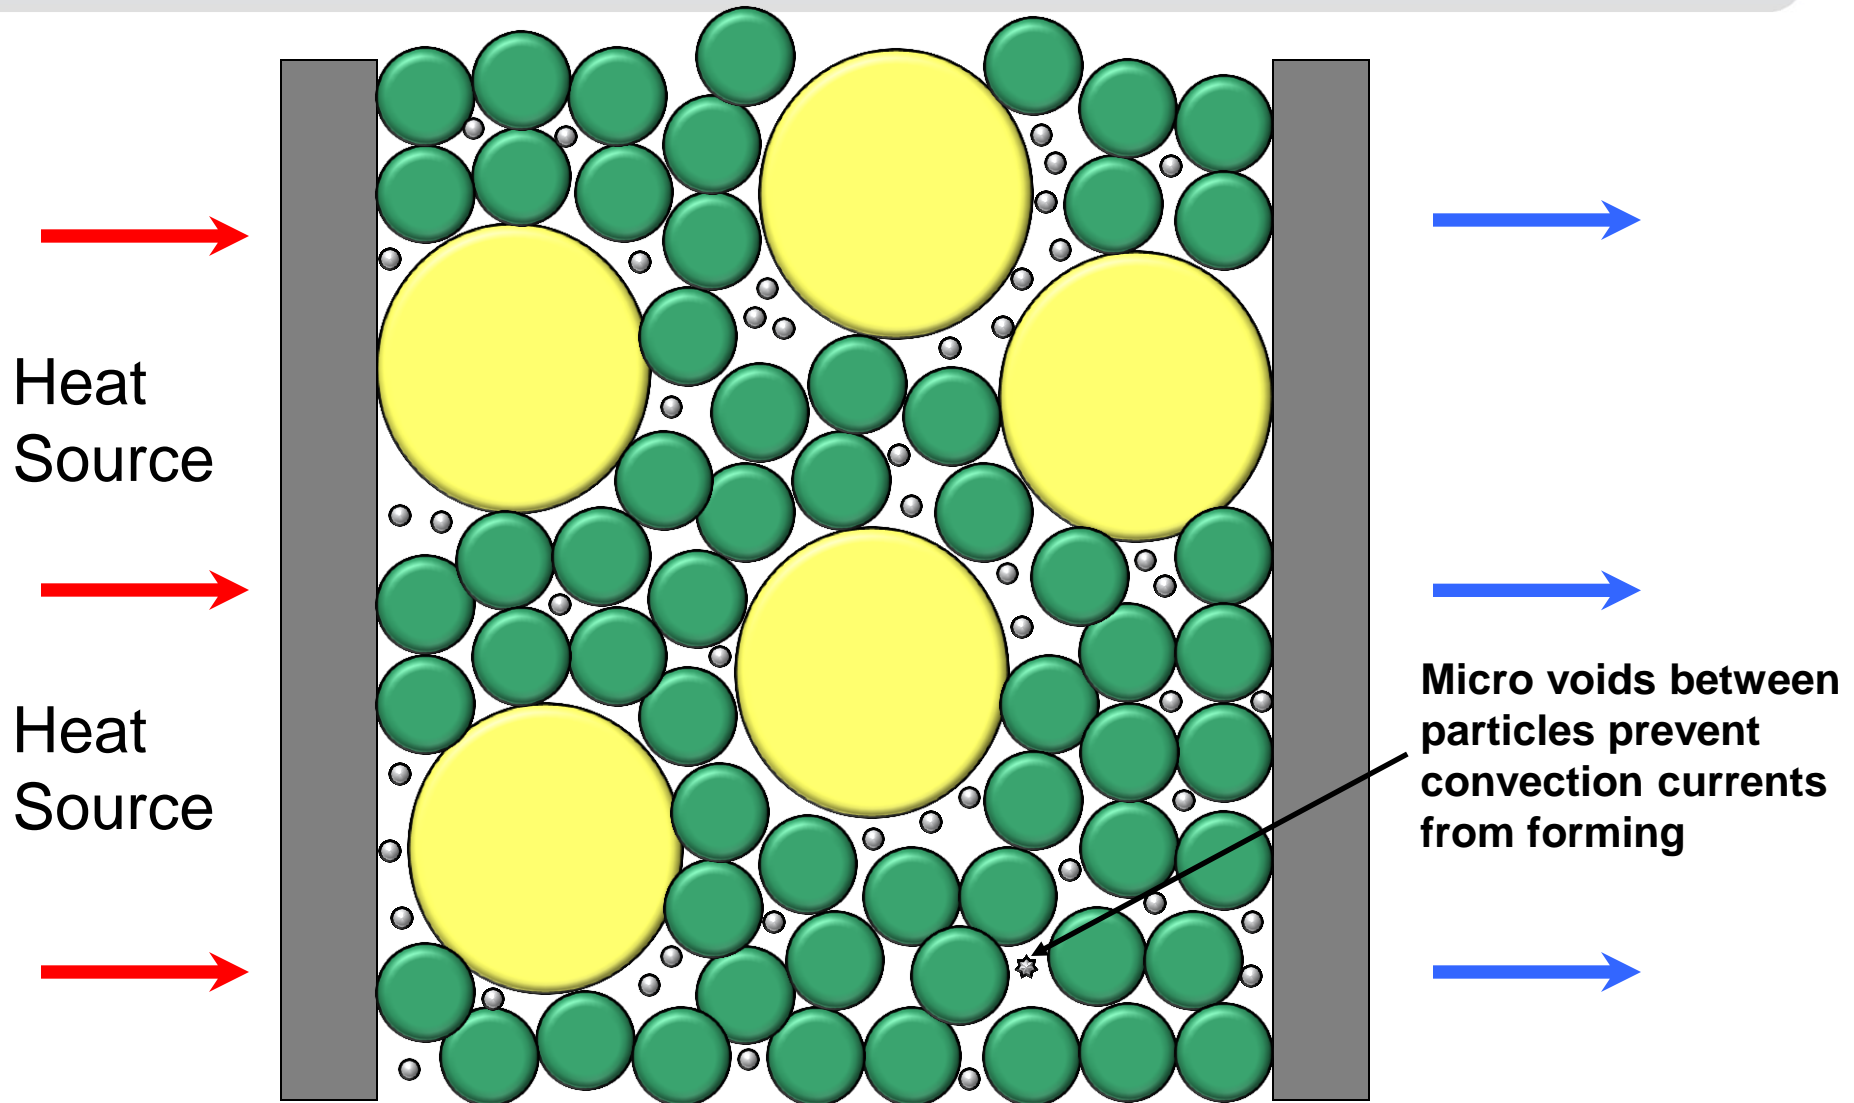 Heat
Source
Heat
Source
Micro voids between
particles prevent
convection currents
from forming